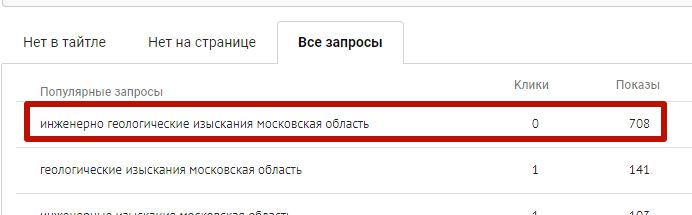 Нет в тайтле Нет на странице Все запросы
Популярные запросы Клики Показы
инженерно геологические изыскания московская область 0 708
геологические изыскания московская область 1 141
инженерные изыскания московская область 1 103